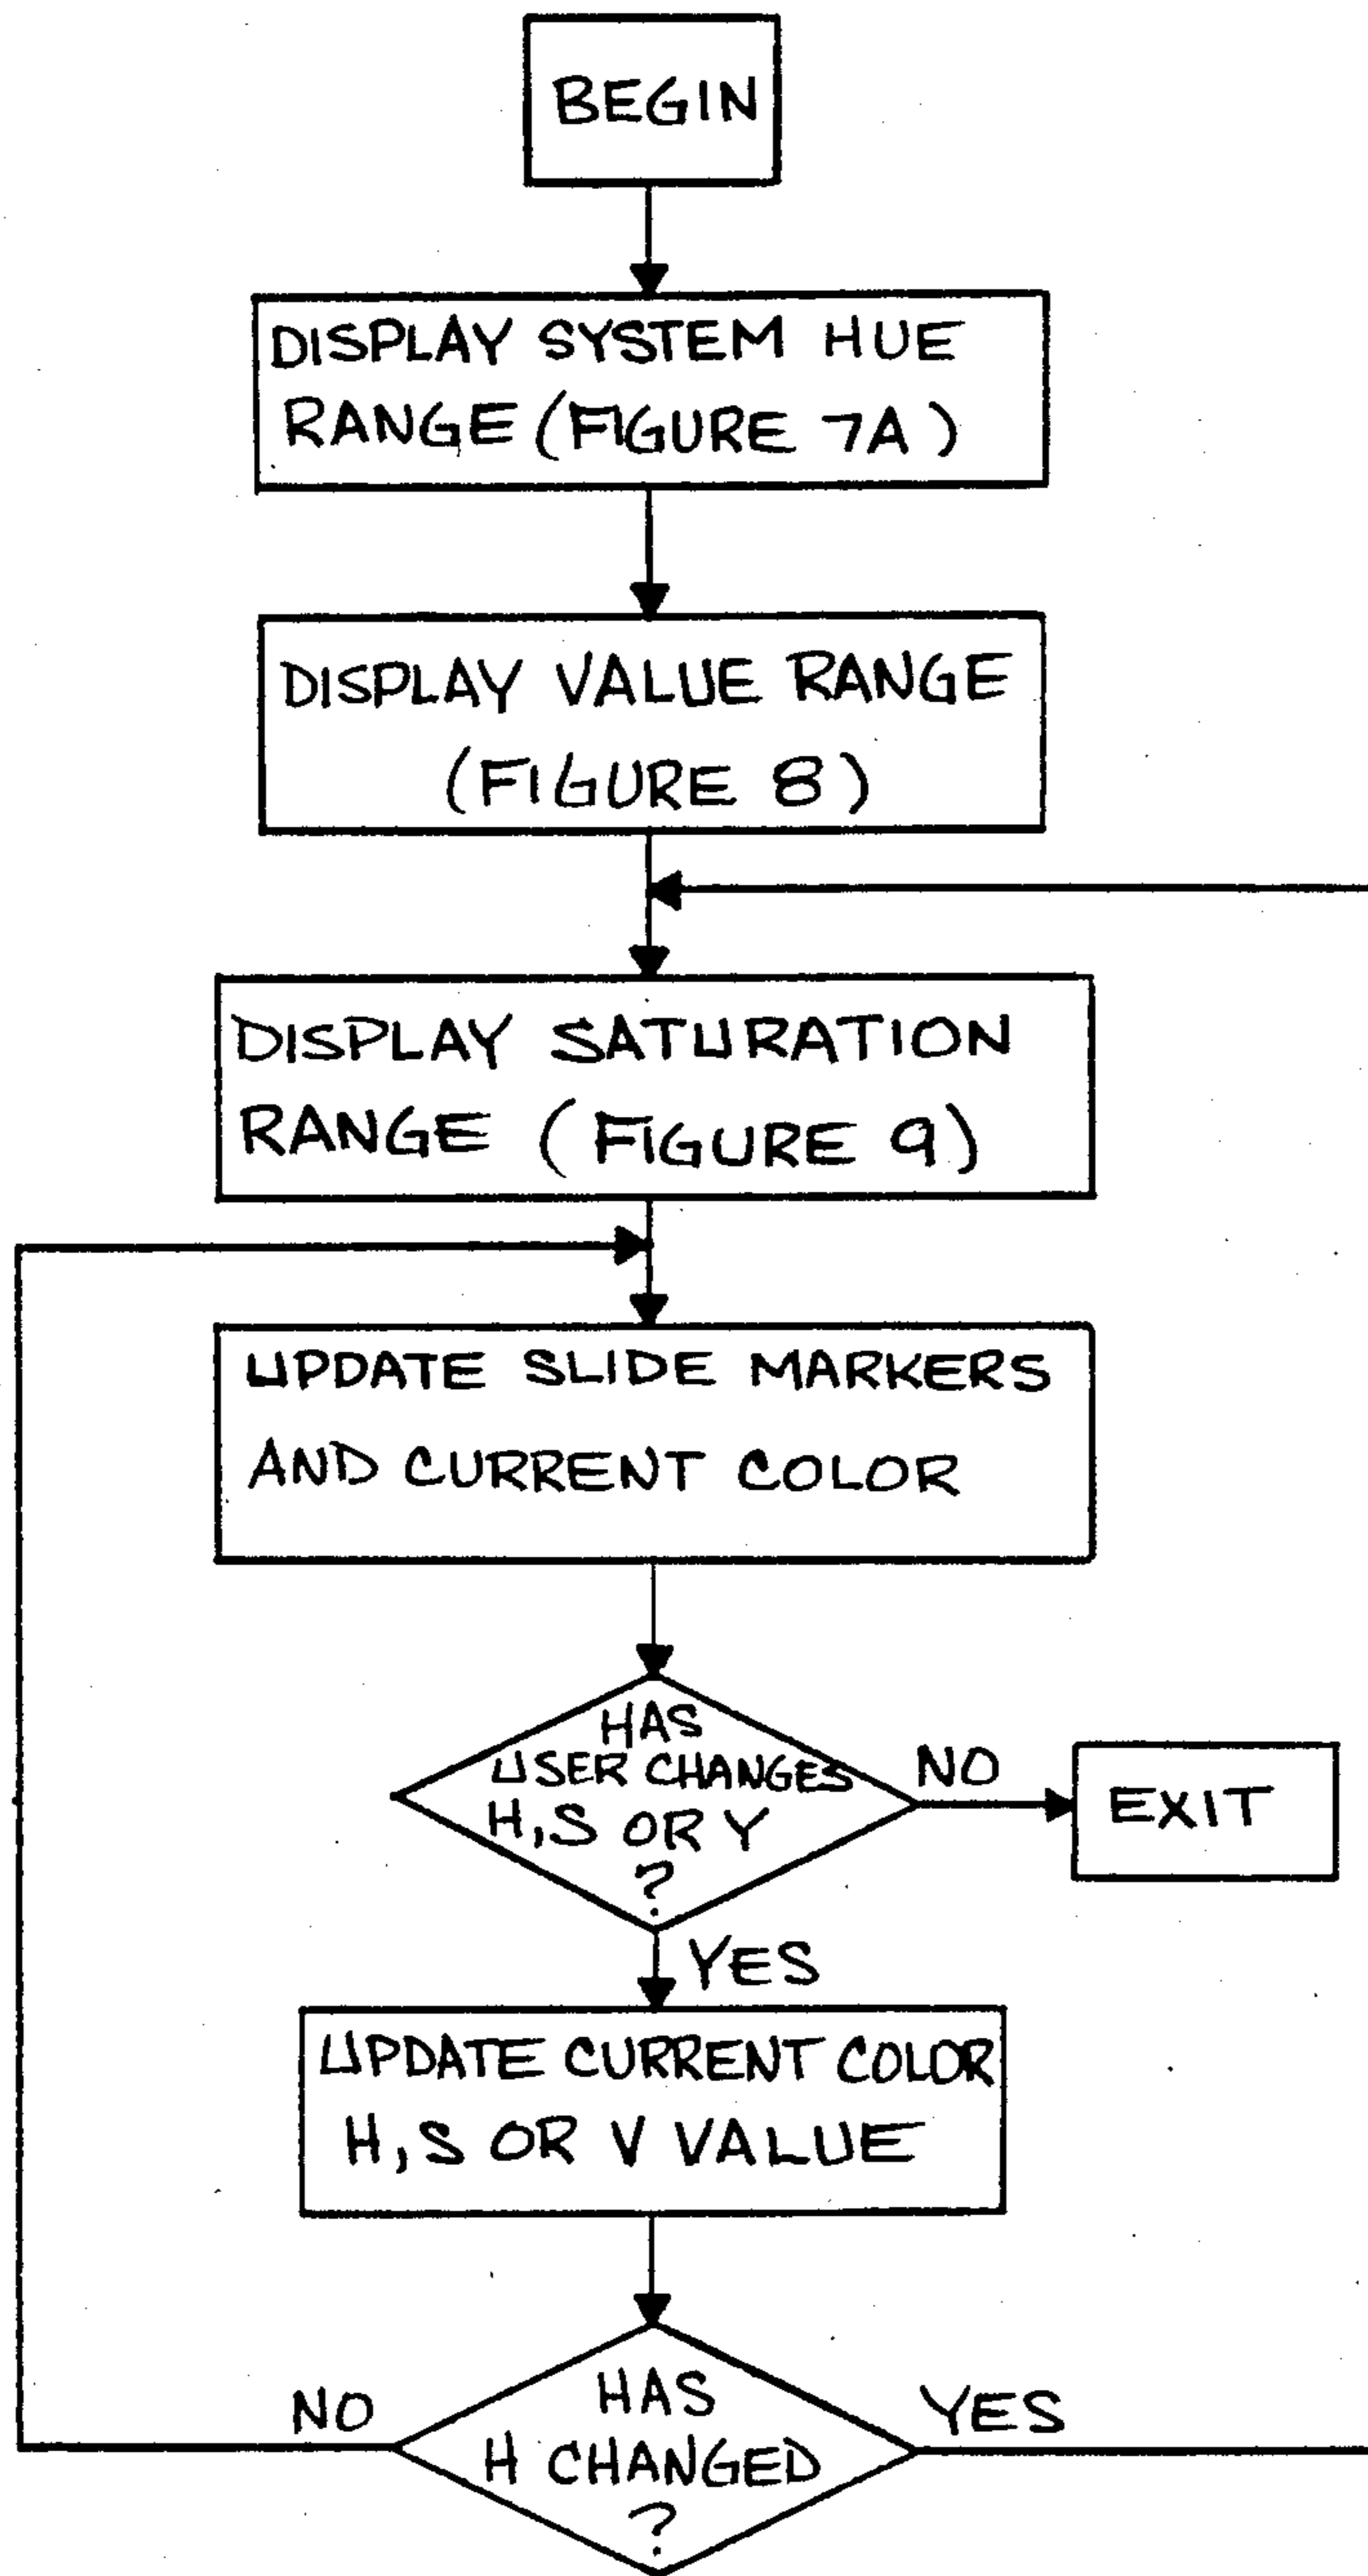 BEGIN
DISPLAY SYSTEM HUE
RANGE (FIGURE 7A)
DISPLAY VALUE RANGE
(FIGURE 8)
DISPLAY SATURATION
RANGE (FIGURE 9)
UPDATE SLIDE MARKERS
AND CURRENT COLOR
HAS
USER CHANGES
H,S OR Y
?
NO
EXIT
YES
UPDATE CURRENT COLOR
H,S OR V VALUE
HAS
H CHANGED
?
NO
YES